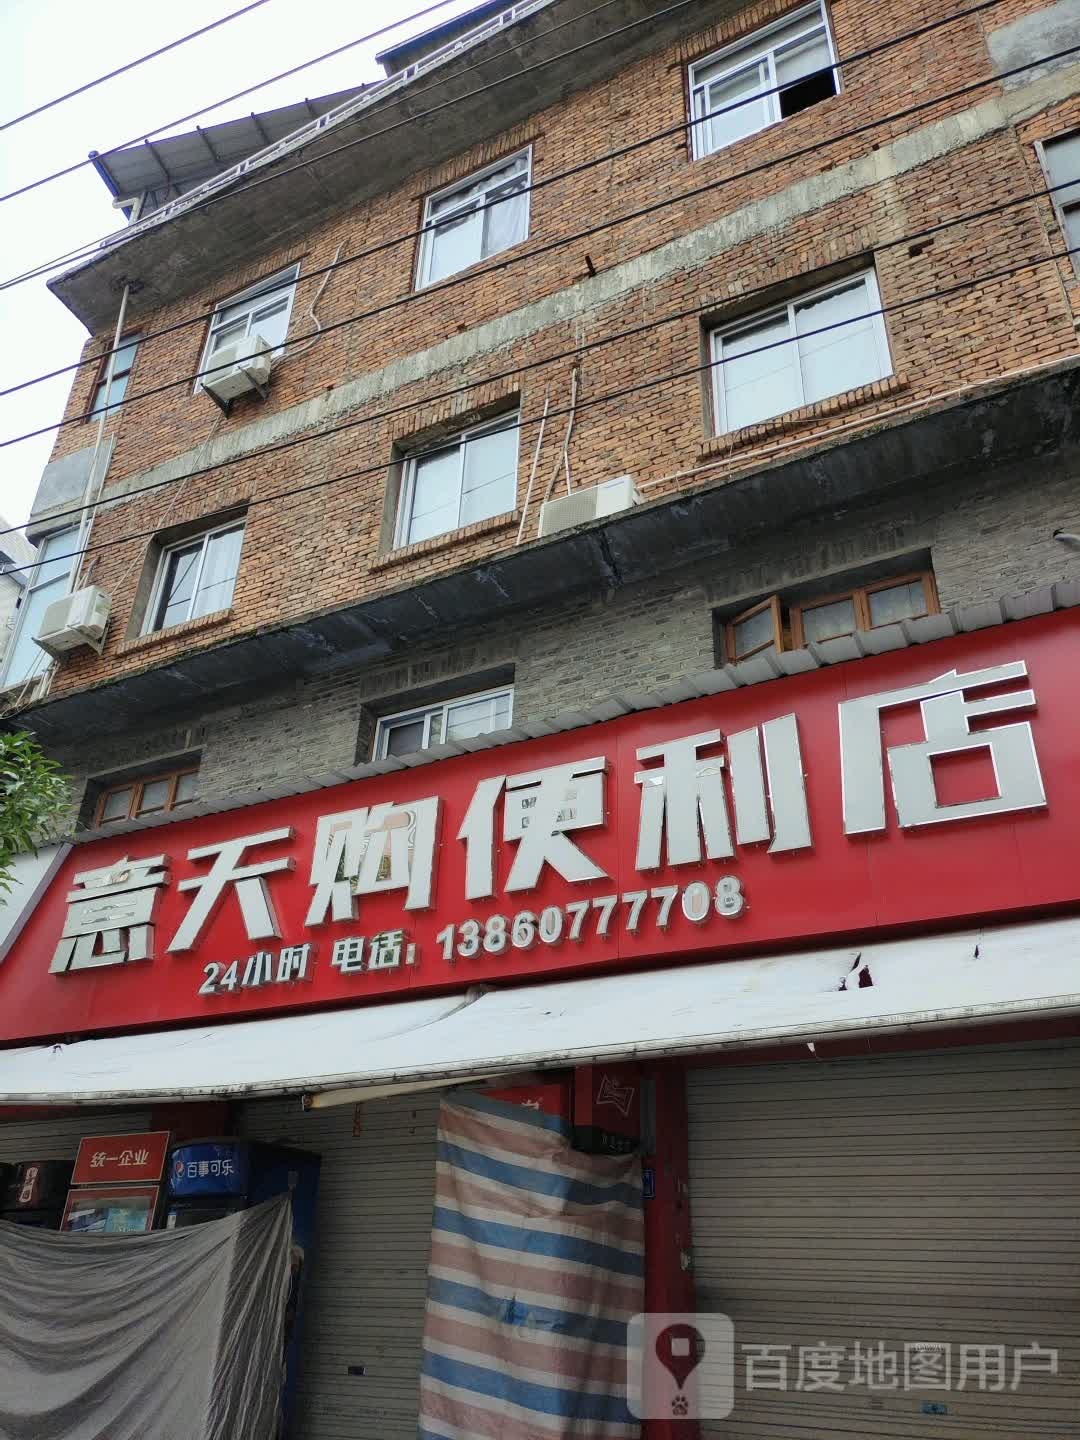 意天购便利店
24小时 电话：13860777708
统一企业
百事可乐
百度地图用户